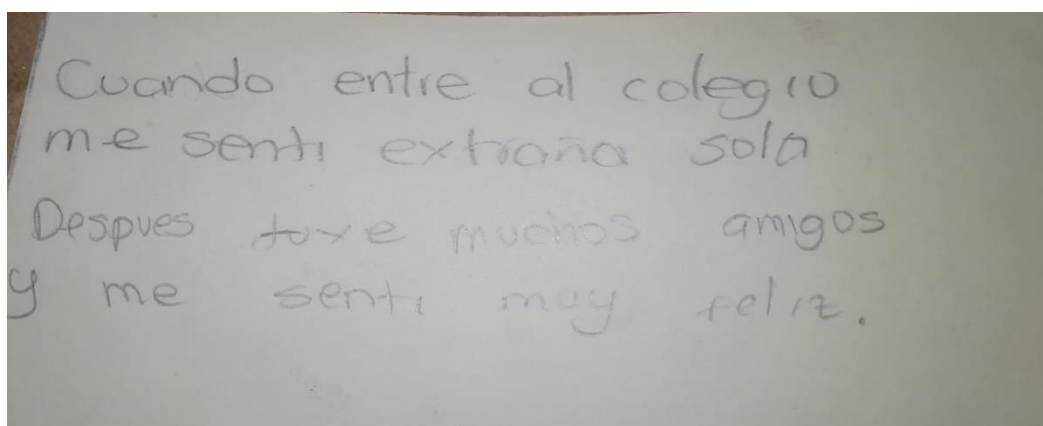 Cuando entre al colegio
me senti extraña sola
Despues tuve muchos amigos
y me senti muy feliz.